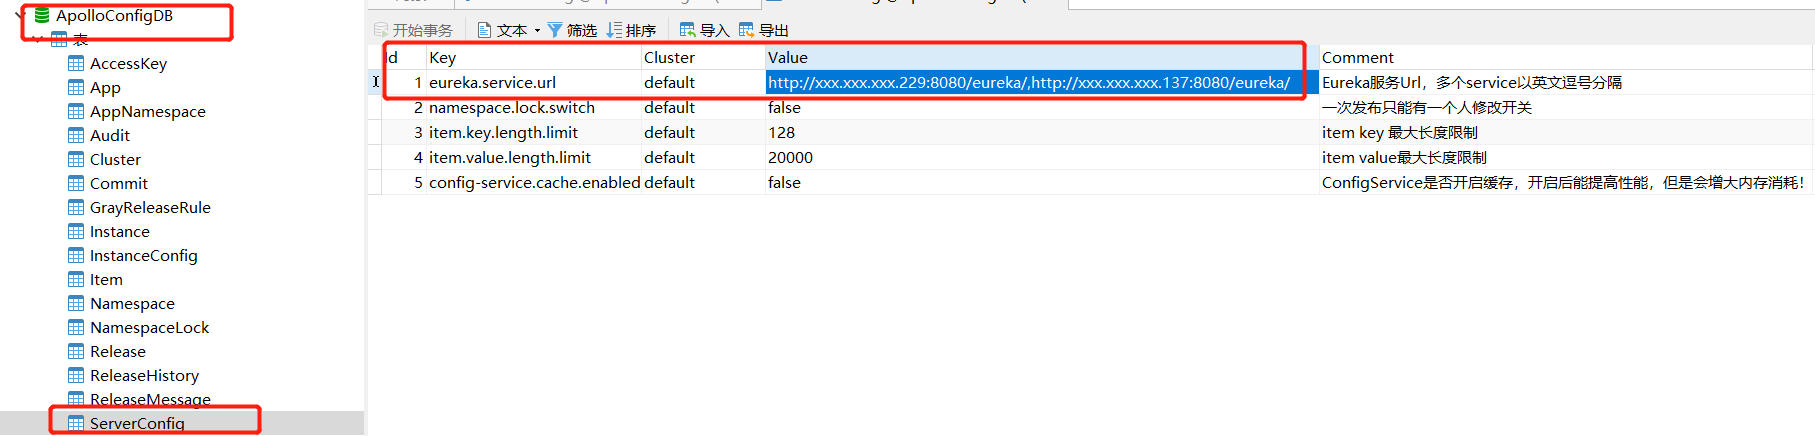 ApolloConfigDB
表
AccessKey
App
AppNamespace
Audit
Cluster
Commit
GrayReleaseRule
Instance
InstanceConfig
Item
Namespace
NamespaceLock
Release
ReleaseHistory
ReleaseMessage
ServerConfig
开始事务 文本 筛选 排序 导入 导出
Id Key Cluster Value Comment
1 eureka.service.url default http://xxx.xxx.xxx.229:8080/eureka/,http://xxx.xxx.xxx.137:8080/eureka/ Eureka服务Url，多个service以英文逗号分隔
2 namespace.lock.switch default false 一次发布只能有一个人修改开关
3 item.key.length.limit default 128 item key 最大长度限制
4 item.value.length.limit default 20000 item value最大长度限制
5 config-service.cache.enabled default false ConfigService是否开启缓存，开启后能提高性能，但是会增大内存消耗！